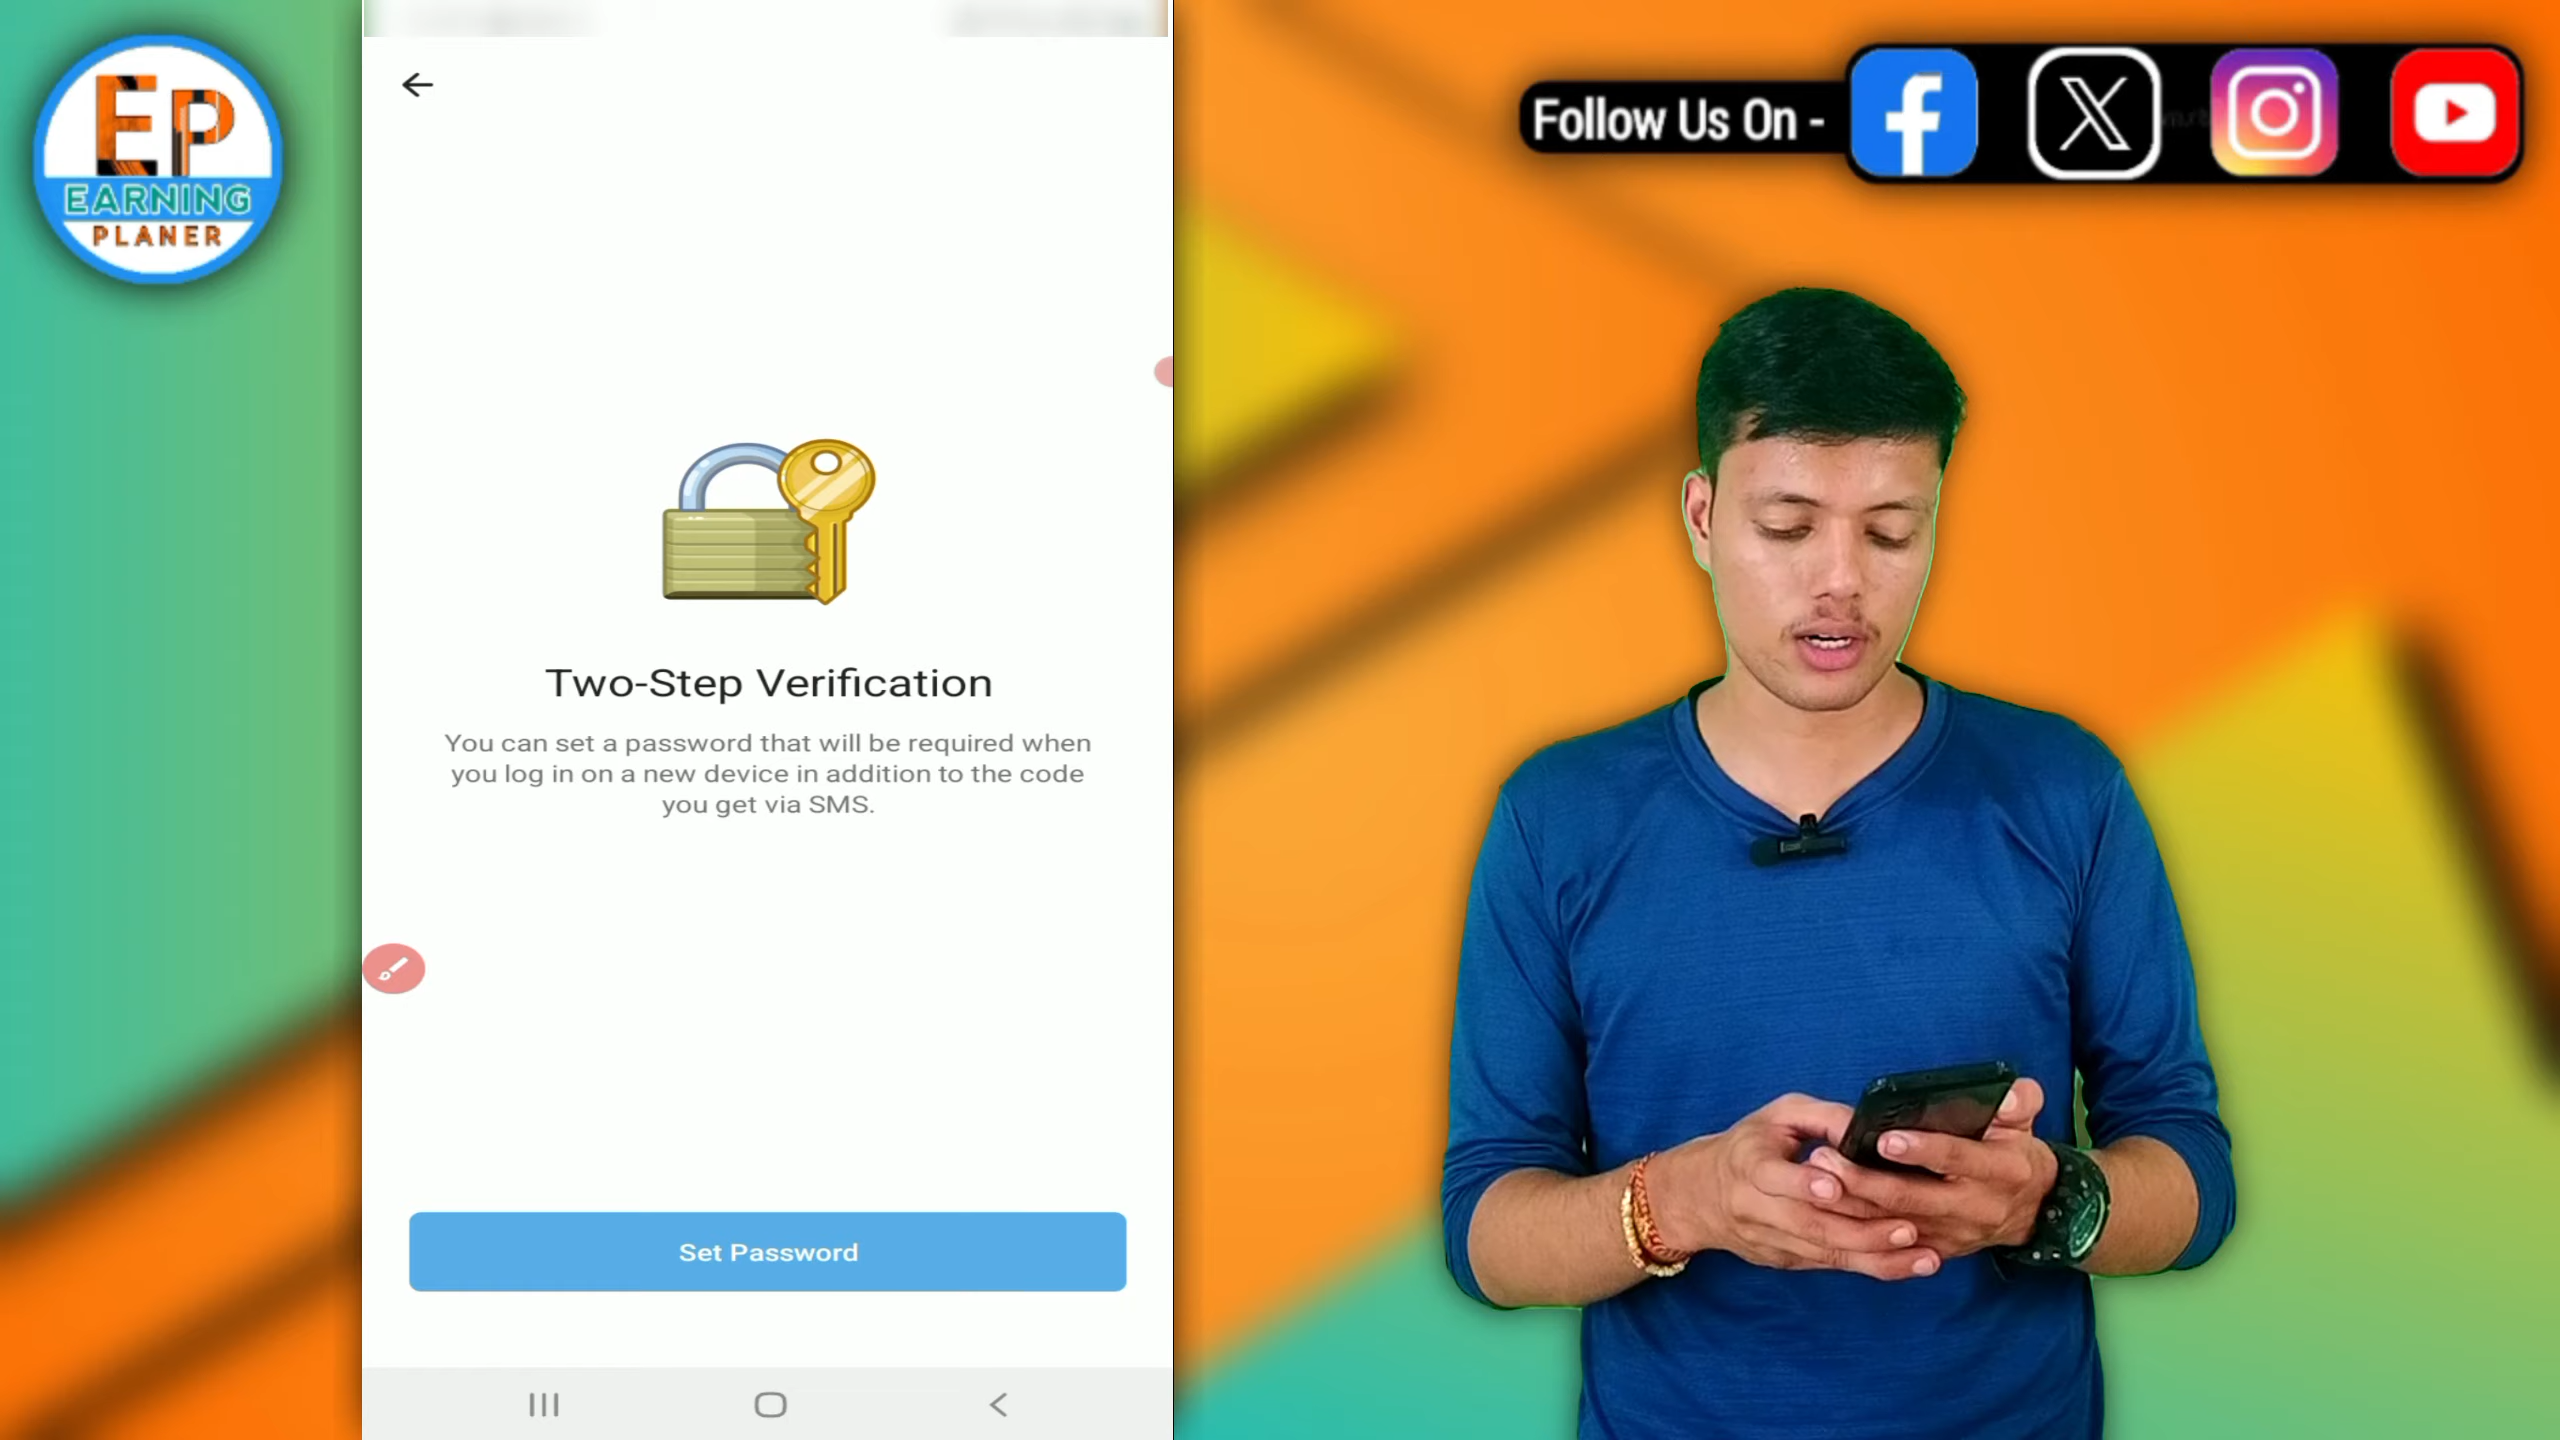 EP
EARNING
PLANER
Follow Us On -
Two-Step Verification
You can set a password that will be required when
you log in on a new device in addition to the code
you get via SMS.
Set Password